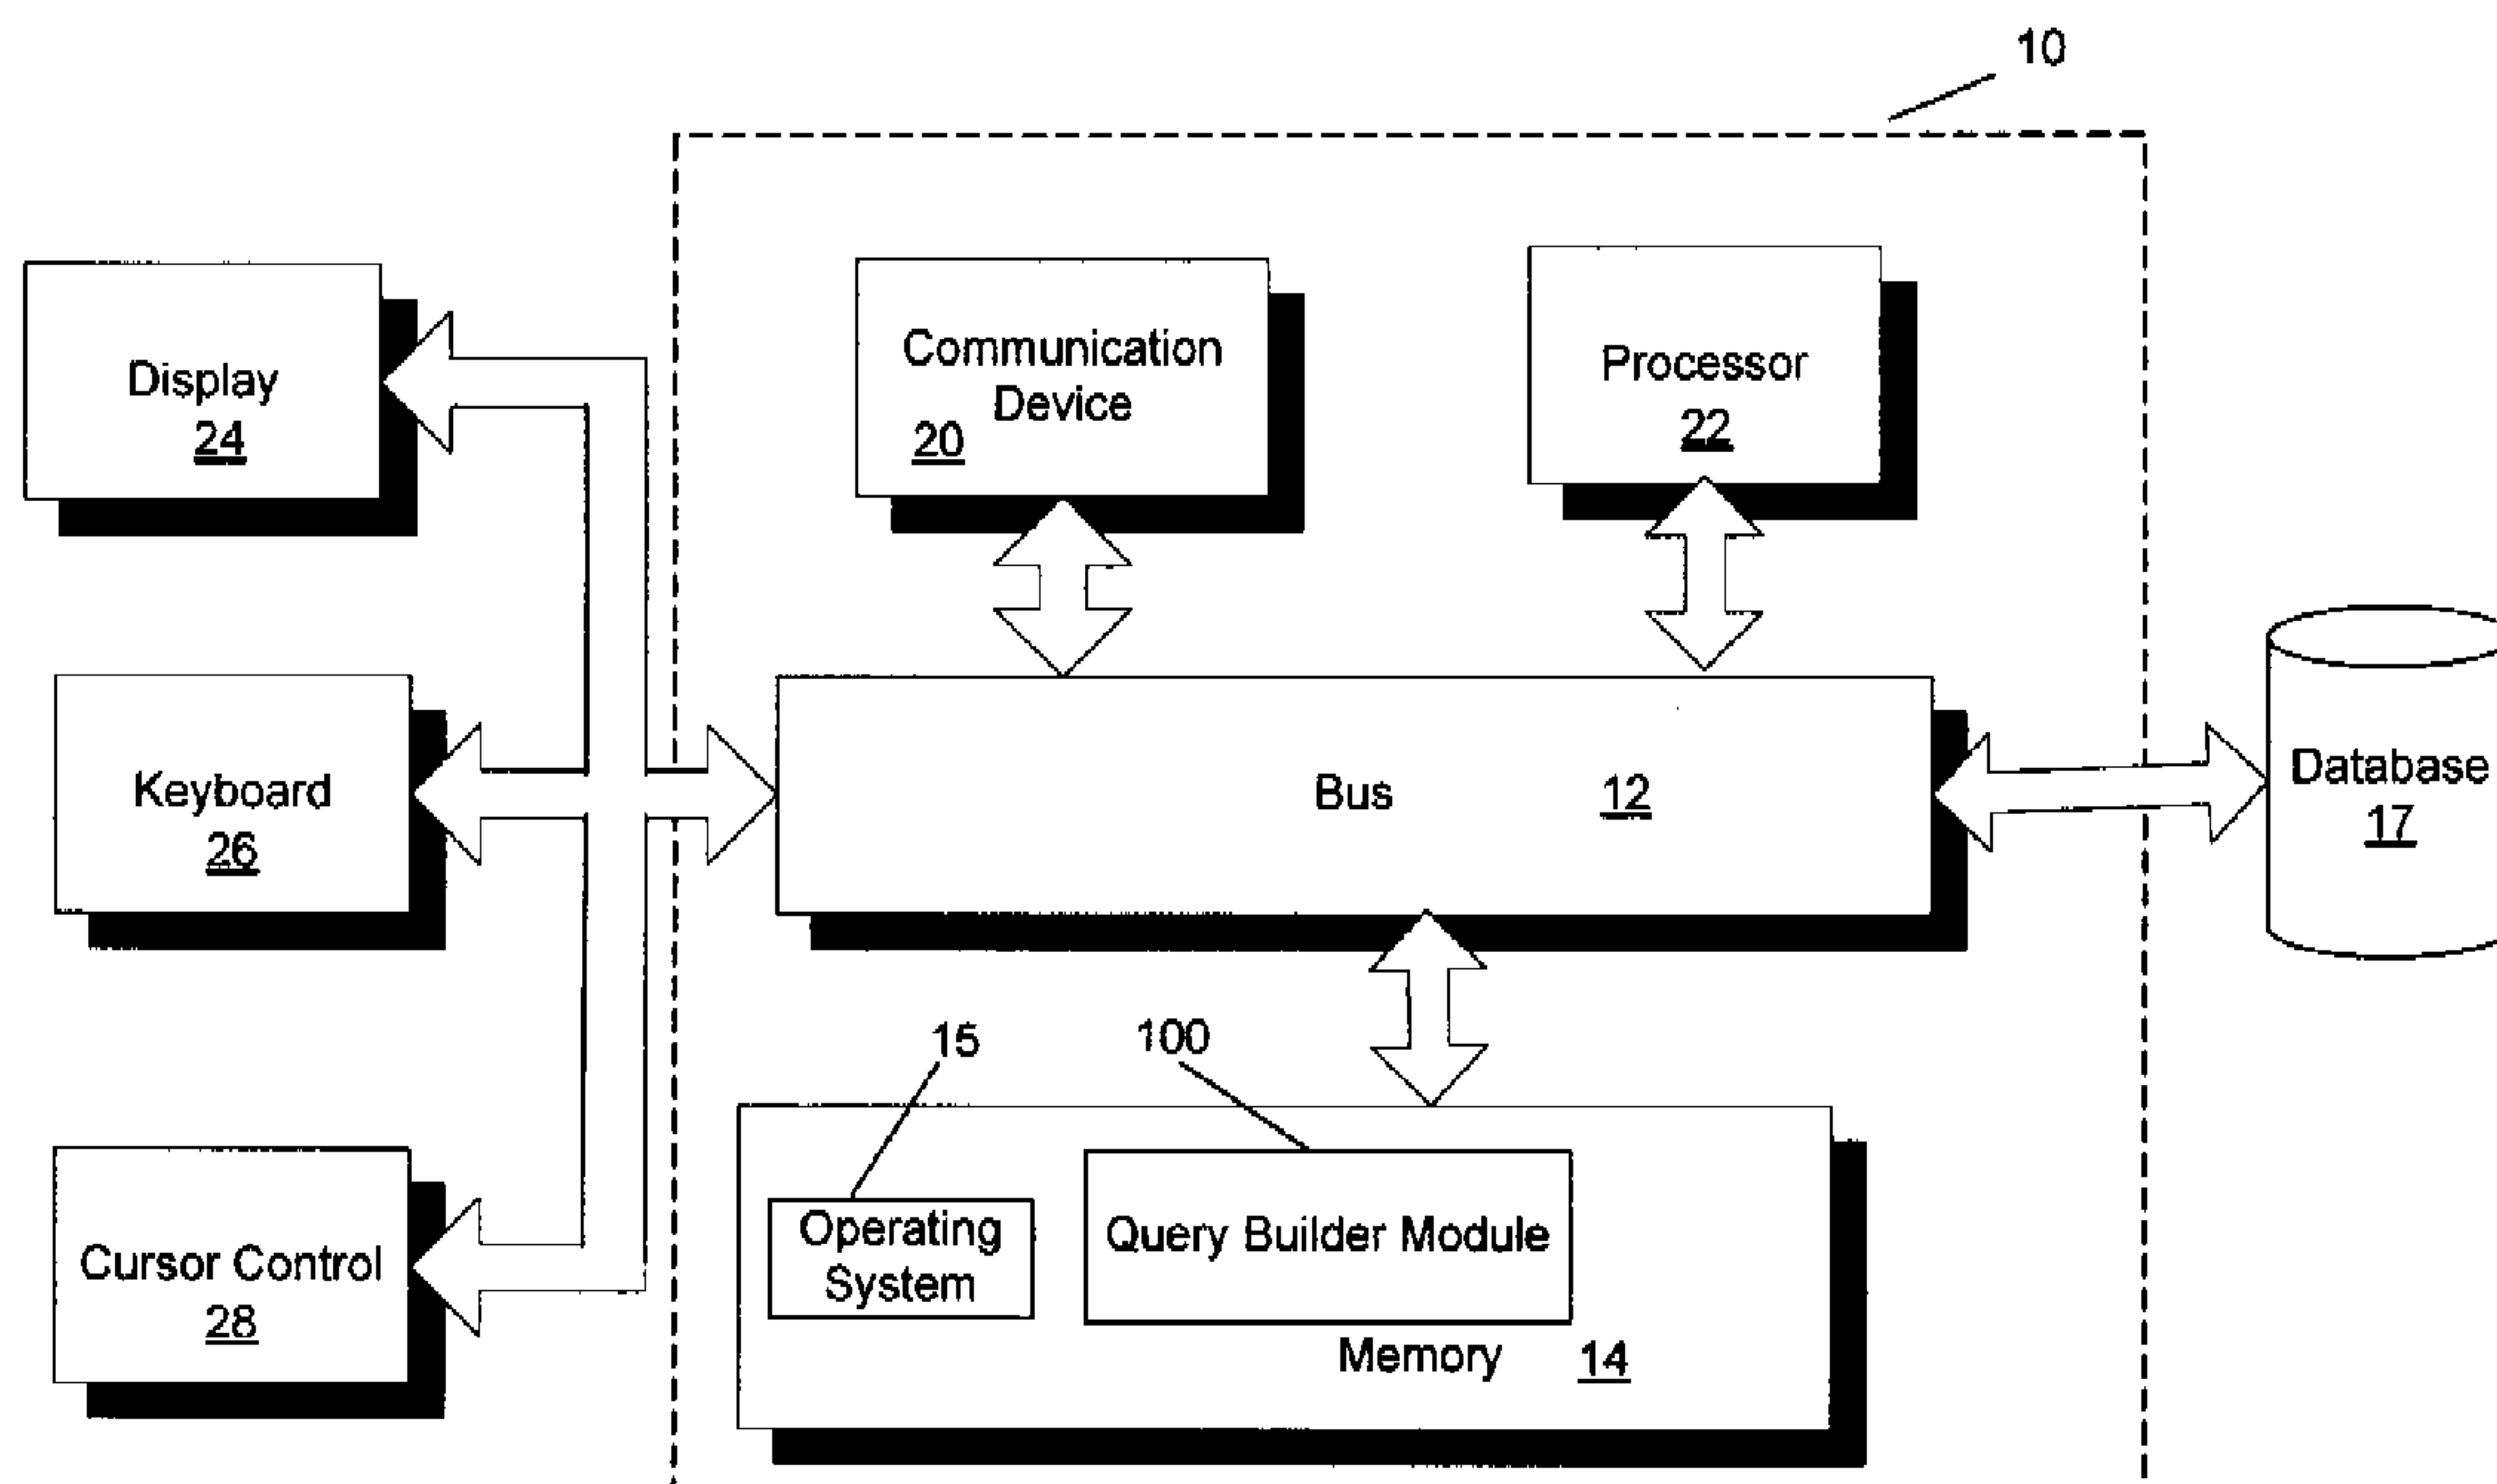 10
Display
24
Communication
Device
20
Processor
22
Keyboard
26
Bus
12
Database
17
15
100
Cursor Control
28
Operating
System
Query Builder Module
Memory
14